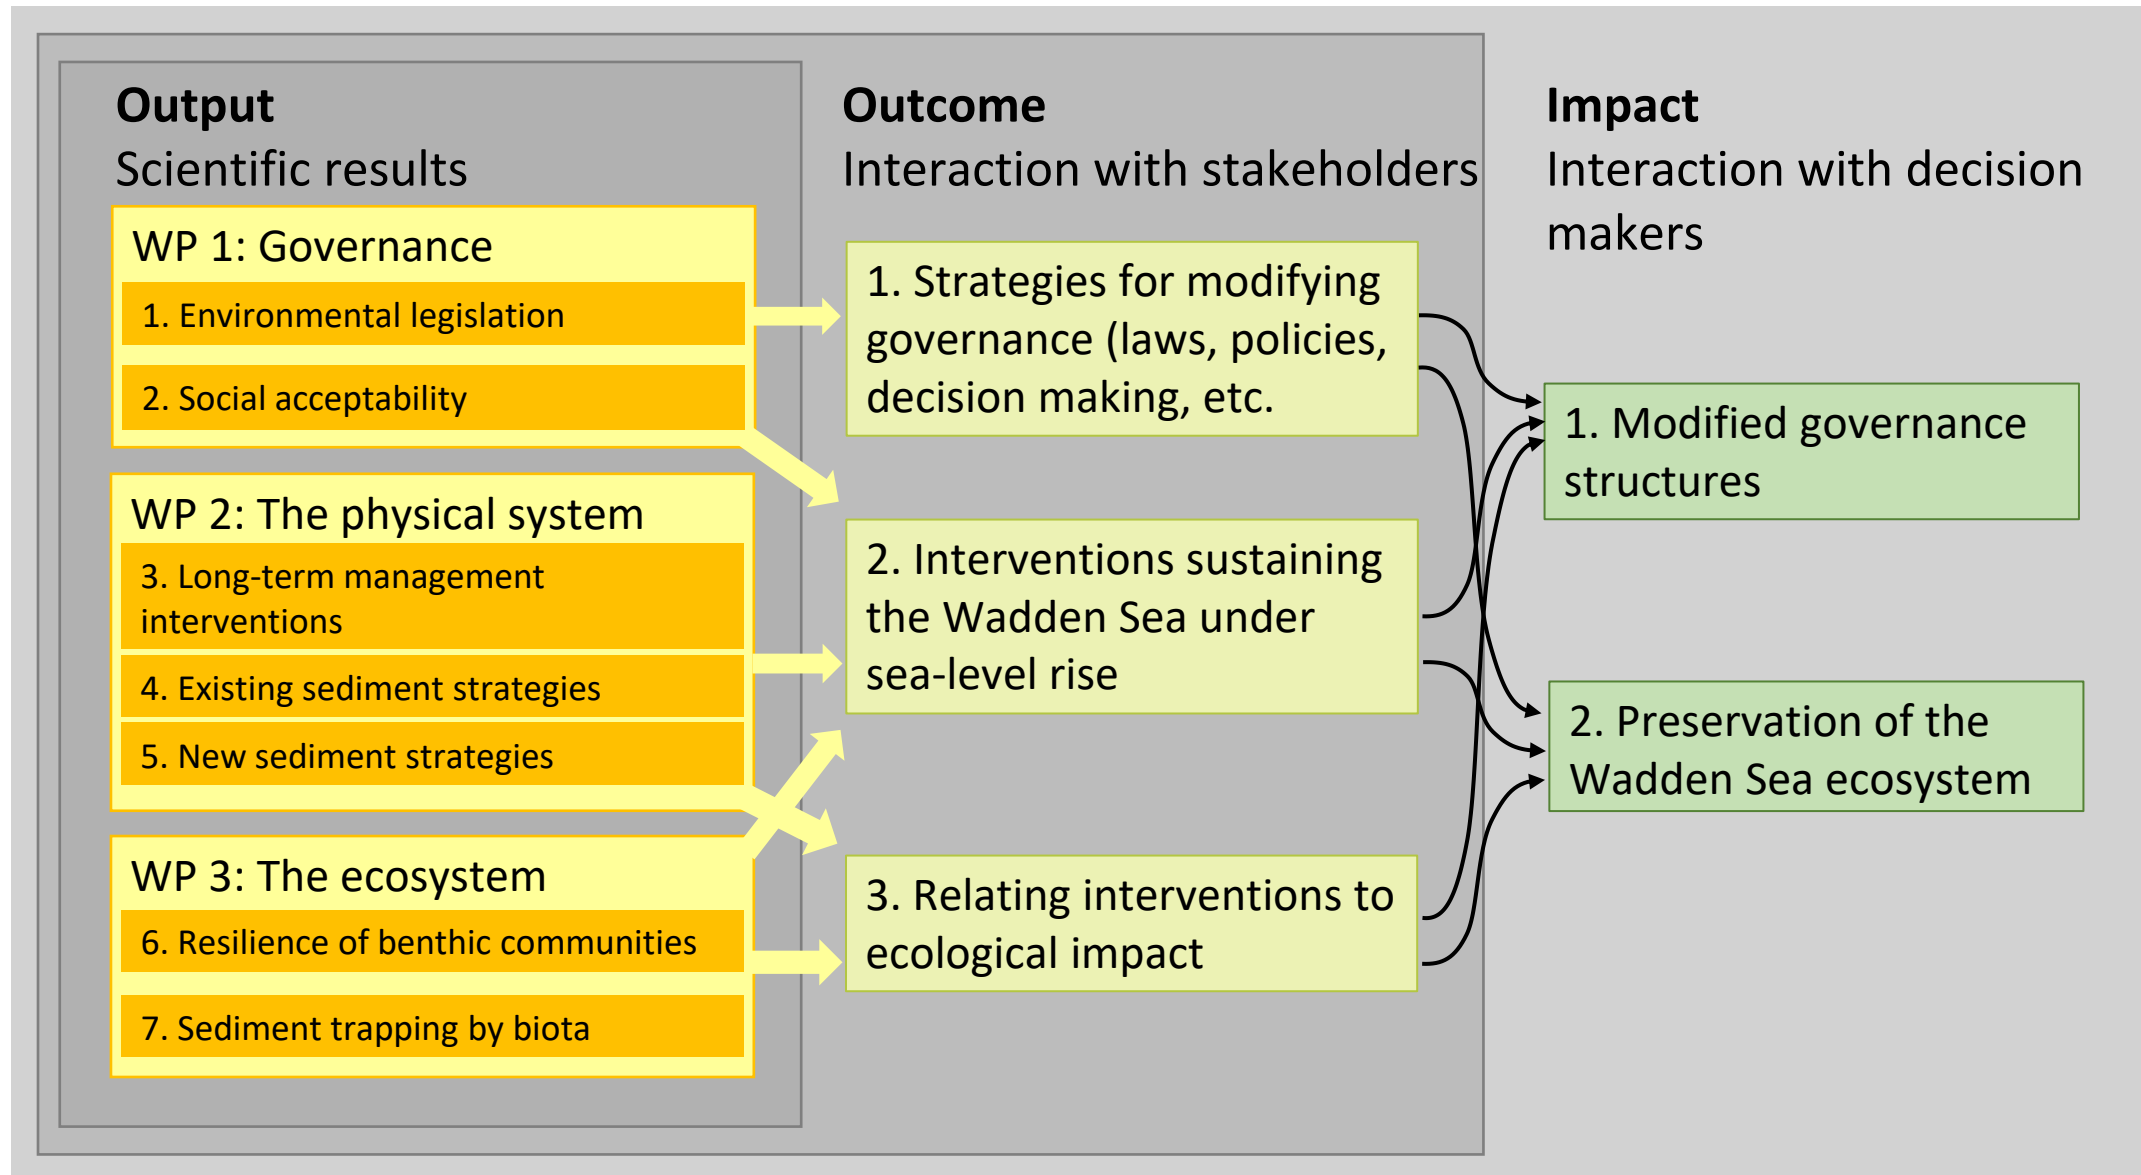 Output
Scientific results
WP 1: Governance
1. Environmental legislation
2. Social acceptability
WP 2: The physical system
3. Long-term management
interventions
4. Existing sediment strategies
5. New sediment strategies
WP 3: The ecosystem
6. Resilience of benthic communities
7. Sediment trapping by biota
Outcome
Interaction with stakeholders
1. Strategies for modifying
governance (laws, policies,
decision making, etc.
2. Interventions sustaining
the Wadden Sea under
sea-level rise
3. Relating interventions to
ecological impact
Impact
Interaction with decision
makers
1. Modified governance
structures
2. Preservation of the
Wadden Sea ecosystem